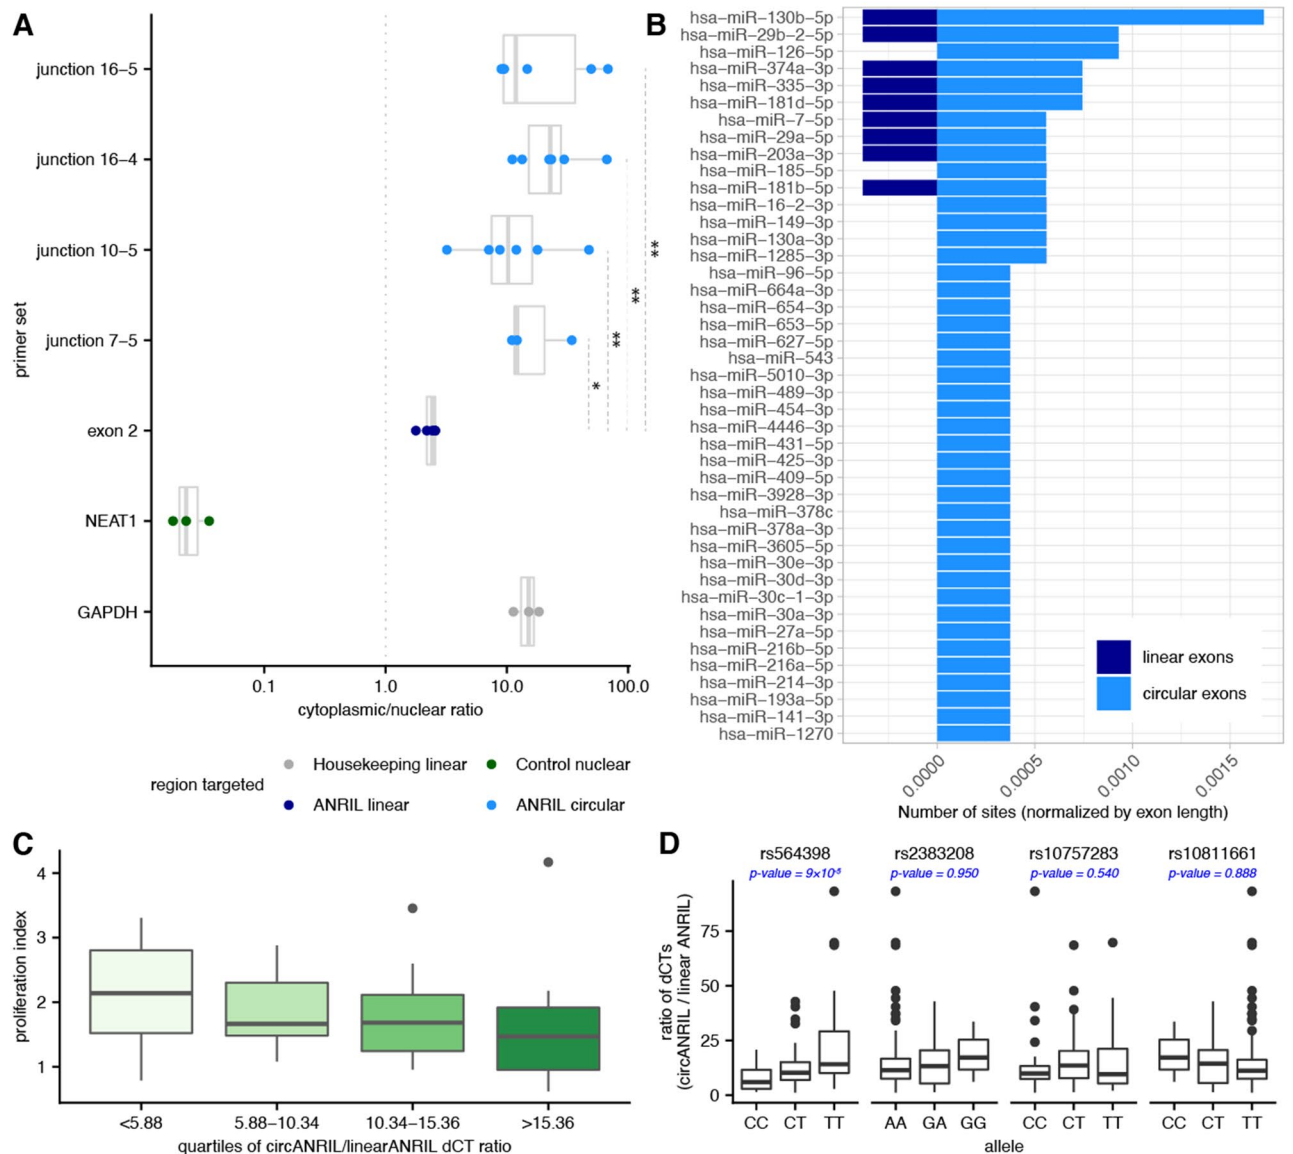 A
primer set
junction 16–5
junction 16–4
junction 10–5
junction 7–5
exon 2
NEAT1
GAPDH
**
**
**
*
0.1 1.0 10.0 100.0
cytoplasmic/nuclear ratio
region targeted
Housekeeping linear
Control nuclear
ANRIL linear
ANRIL circular
B
hsa–miR–130b–5p
hsa–miR–29b–2–5p
hsa–miR–126–5p
hsa–miR–374a–3p
hsa–miR–335–3p
hsa–miR–181d–5p
hsa–miR–7–5p
hsa–miR–29a–5p
hsa–miR–203a–3p
hsa–miR–185–5p
hsa–miR–181b–5p
hsa–miR–16–2–3p
hsa–miR–149–3p
hsa–miR–130a–3p
hsa–miR–1285–3p
hsa–miR–96–5p
hsa–miR–664a–3p
hsa–miR–654–3p
hsa–miR–653–5p
hsa–miR–627–5p
hsa–miR–543
hsa–miR–5010–3p
hsa–miR–489–3p
hsa–miR–454–3p
hsa–miR–4446–3p
hsa–miR–431–5p
hsa–miR–425–3p
hsa–miR–409–5p
hsa–miR–3928–3p
hsa–miR–378c
hsa–miR–378a–3p
hsa–miR–3605–5p
hsa–miR–30e–3p
hsa–miR–30d–3p
hsa–miR–30c–1–3p
hsa–miR–30a–3p
hsa–miR–27a–5p
hsa–miR–216b–5p
hsa–miR–216a–5p
hsa–miR–214–3p
hsa–miR–193a–5p
hsa–miR–141–3p
hsa–miR–1270
linear exons
circular exons
0.0000 0.0005 0.0010 0.0015
Number of sites (normalized by exon length)
C
proliferation index
4
3
2
1
<5.88 5.88–10.34 10.34–15.36 >15.36
quartiles of circANRIL/linearANRIL dCT ratio
D
rs564398 rs2383208 rs10757283 rs10811661
p-value = 9×10⁻⁵ p-value = 0.950 p-value = 0.540 p-value = 0.888
ratio of dCTs
(circANRIL / linear ANRIL)
75
50
25
0
CC CT TT AA GA GG CC CT TT CC CT TT
allele